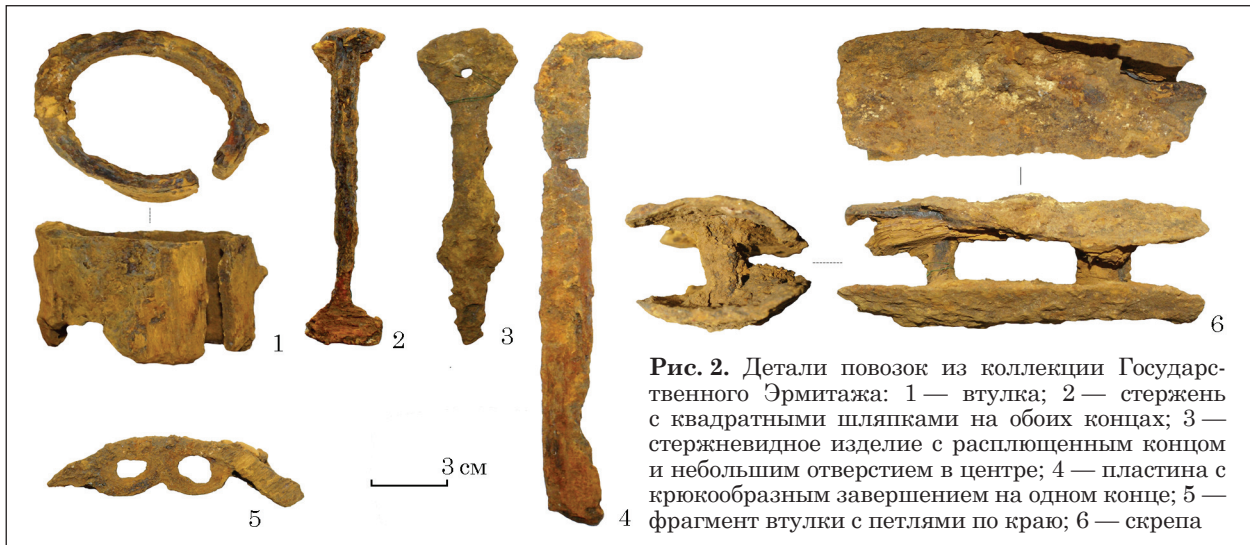 1
2
3
6
5
3 см
4
Рис. 2. Детали повозок из коллекции Государс-
твенного Эрмитажа: 1 — втулка; 2 — стержень
с квадратными шляпками на обоих концах; 3 —
стержневидное изделие с расплющенным концом
и небольшим отверстием в центре; 4 — пластина с
крюкообразным завершением на одном конце; 5 —
фрагмент втулки с петлями по краю; 6 — скрепа